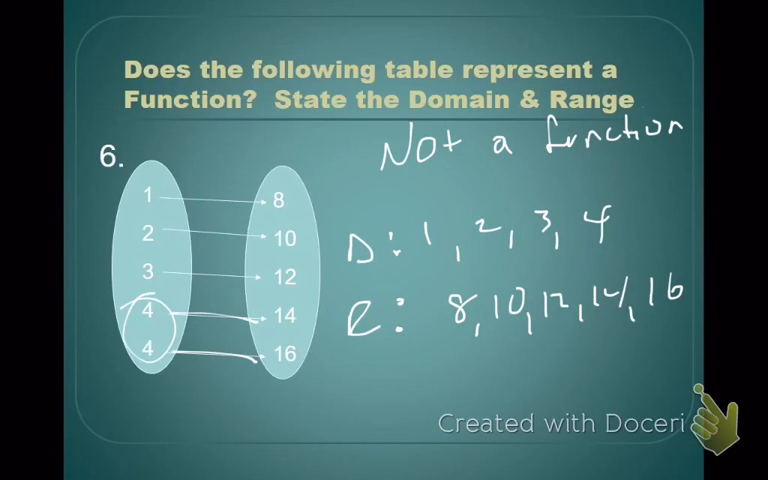 Does the following table represent a
Function? State the Domain & Range
Not a function
6.
1 8
2 10
3 12
4 14
4 16
D: 1, 2, 3, 4
R: 8, 10, 12, 14, 16
Created with Doceri